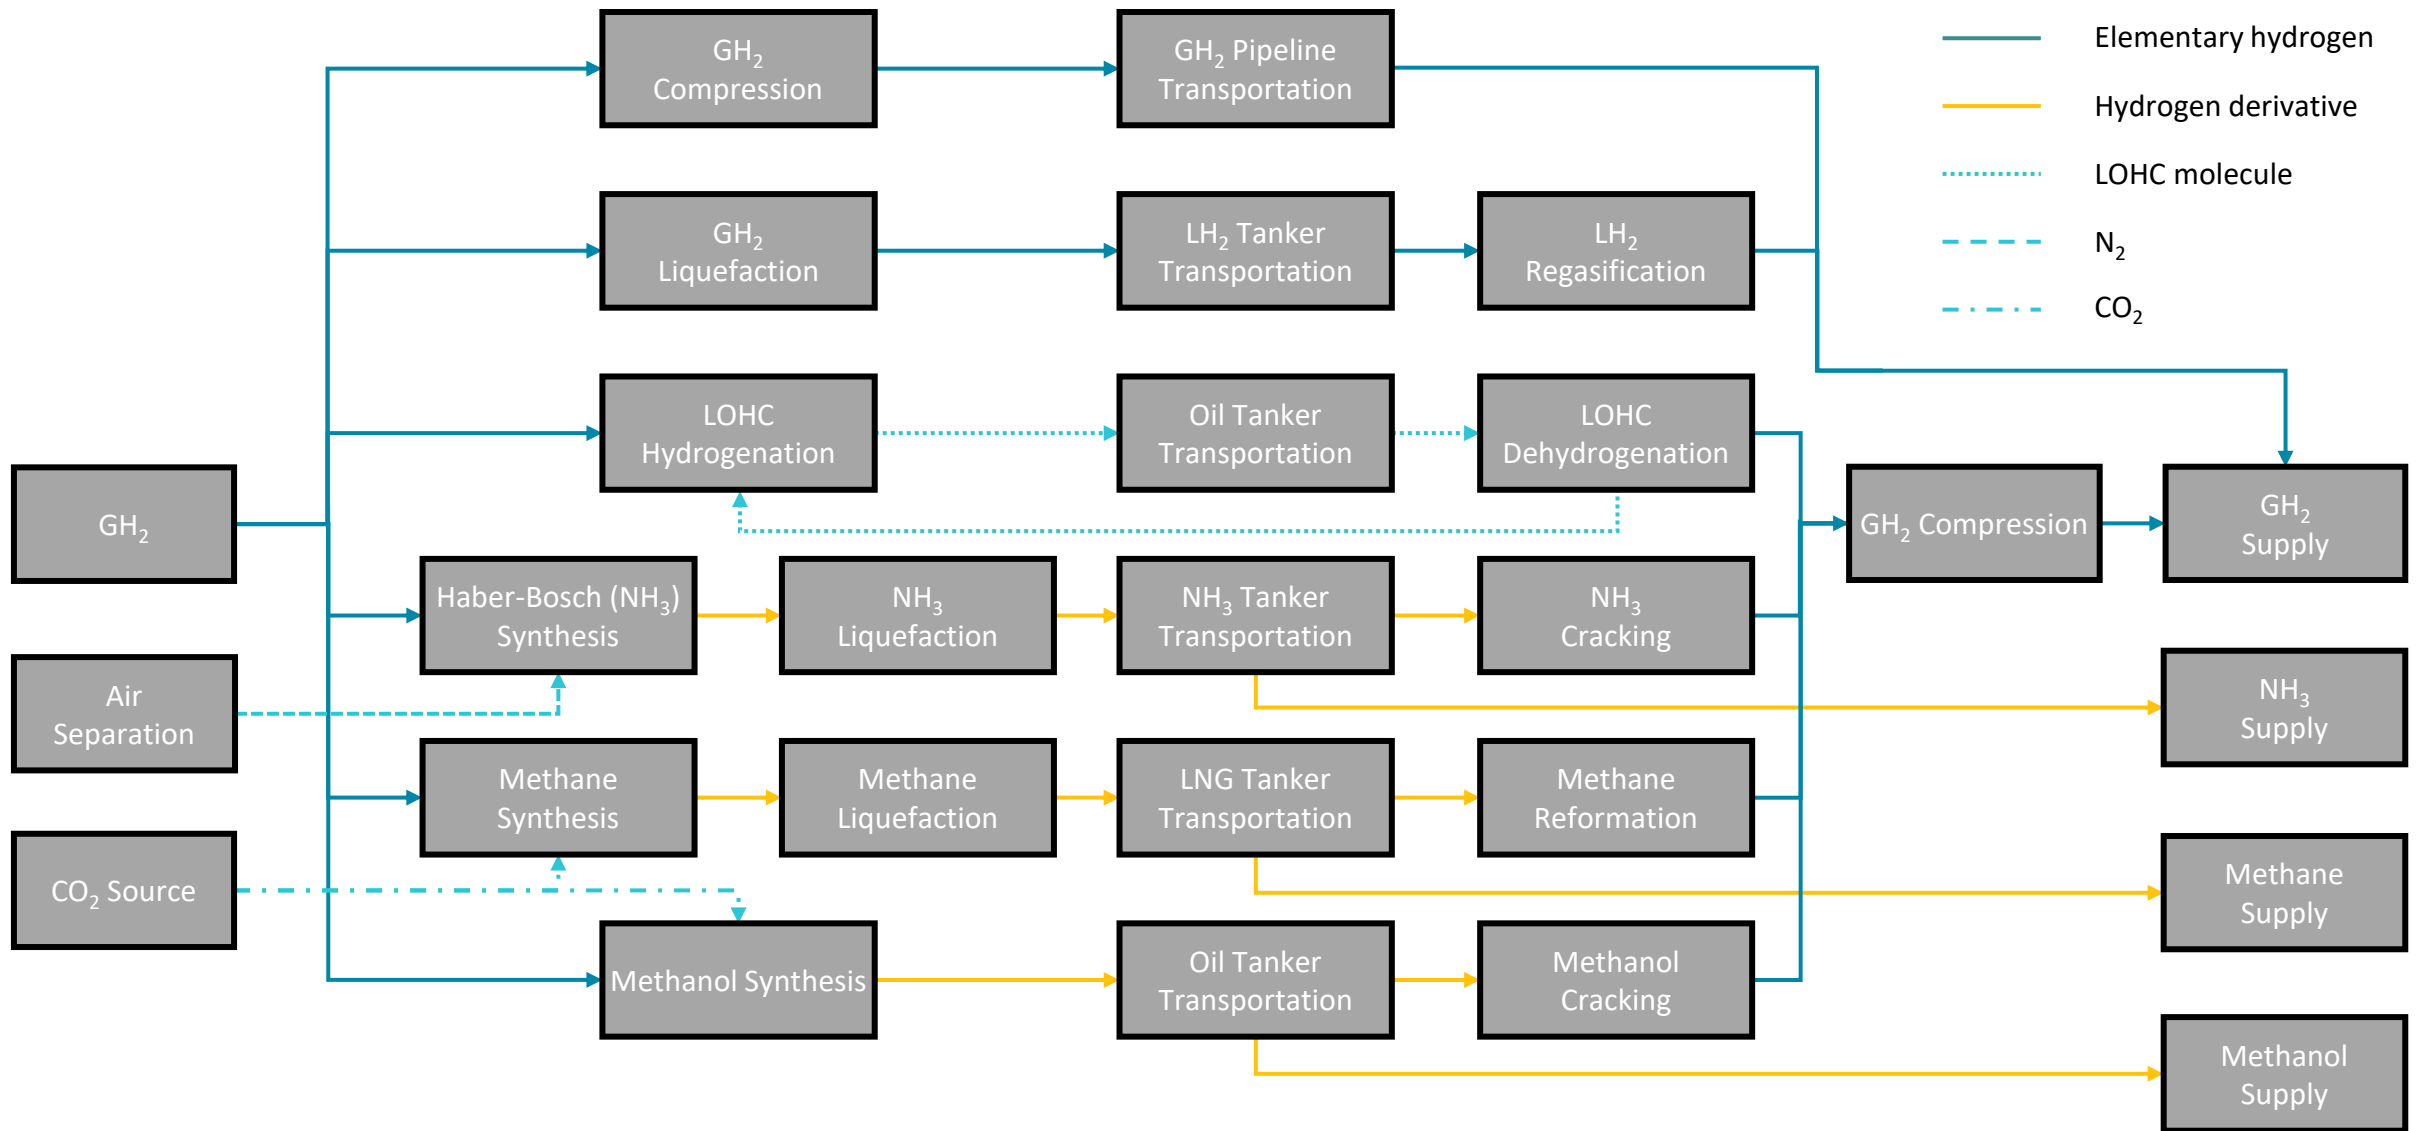 GH₂
Compression
GH₂ Pipeline
Transportation
Elementary hydrogen
Hydrogen derivative
LOHC molecule
N₂
CO₂
GH₂
Liquefaction
LH₂ Tanker
Transportation
LH₂
Regasification
LOHC
Hydrogenation
Oil Tanker
Transportation
LOHC
Dehydrogenation
GH₂
GH₂ Compression
GH₂
Supply
Haber-Bosch (NH₃)
Synthesis
NH₃
Liquefaction
NH₃ Tanker
Transportation
NH₃
Cracking
Air
Separation
NH₃
Supply
Methane
Synthesis
Methane
Liquefaction
LNG Tanker
Transportation
Methane
Reformation
CO₂ Source
Methane
Supply
Methanol Synthesis
Oil Tanker
Transportation
Methanol
Cracking
Methanol
Supply